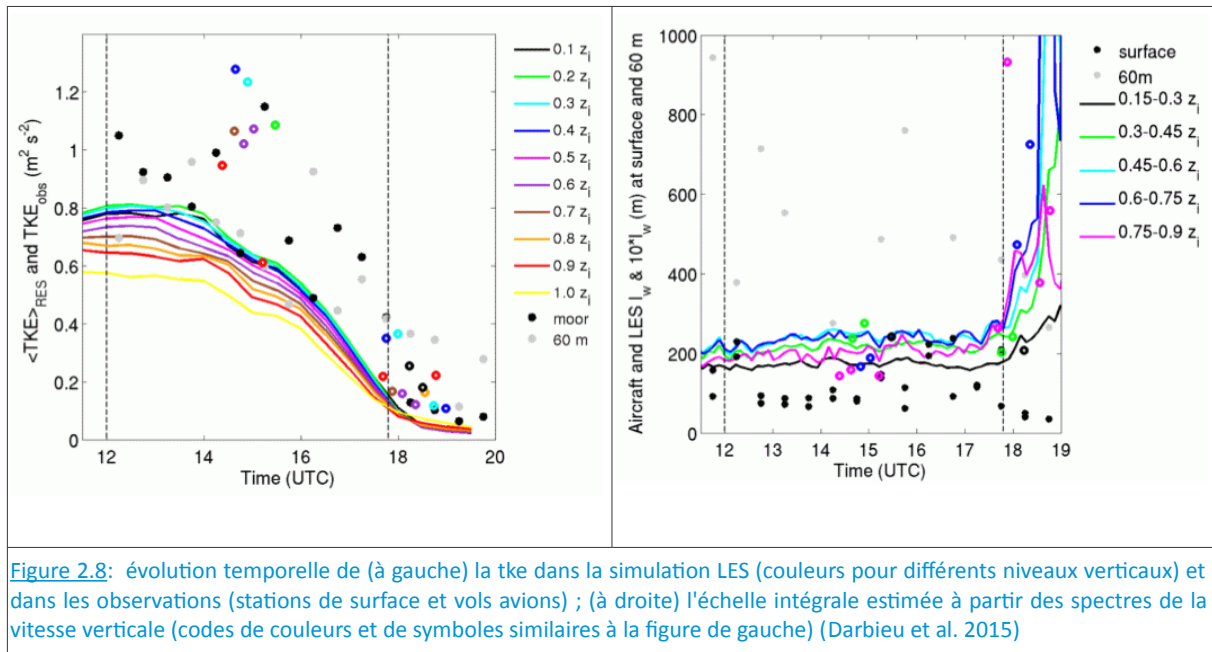 <TKE>RES and TKEobs (m² s⁻²)
1.2
1
0.8
0.6
0.4
0.2
0
12
14
16
18
20
Time (UTC)
0.1 zi
0.2 zi
0.3 zi
0.4 zi
0.5 zi
0.6 zi
0.7 zi
0.8 zi
0.9 zi
1.0 zi
moor
60 m
Aircraft and LES lw & 10*lw (m) at surface and 60 m
1000
800
600
400
200
0
12
13
14
15
16
17
18
19
Time (UTC)
surface
60m
0.15-0.3 zi
0.3-0.45 zi
0.45-0.6 zi
0.6-0.75 zi
0.75-0.9 zi
Figure 2.8: évolution temporelle de (à gauche) la tke dans la simulation LES (couleurs pour différents niveaux verticaux) et
dans les observations (stations de surface et vols avions) ; (à droite) l'échelle intégrale estimée à partir des spectres de la
vitesse verticale (codes de couleurs et de symboles similaires à la figure de gauche) (Darbieu et al. 2015)